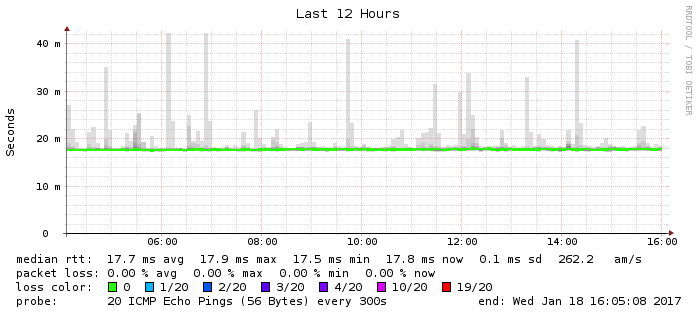 Last 12 Hours
RRDTOOL / TOBI OETIKER
Seconds
40 m
30 m
20 m
10 m
0
06:00 08:00 10:00 12:00 14:00 16:00
median rtt: 17.7 ms avg 17.9 ms max 17.5 ms min 17.8 ms now 0.1 ms sd 262.2 am/s
packet loss: 0.00 % avg 0.00 % max 0.00 % min 0.00 % now
loss color: 0 1/20 2/20 3/20 4/20 10/20 19/20
probe: 20 ICMP Echo Pings (56 Bytes) every 300s end: Wed Jan 18 16:05:08 2017